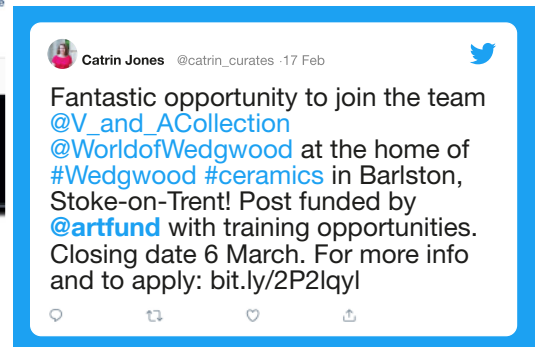 Catrin Jones @catrin_curates ·17 Feb
Fantastic opportunity to join the team
@V_and_ACollection
@WorldofWedgwood at the home of
#Wedgwood #ceramics in Barlston,
Stoke-on-Trent! Post funded by
@artfund with training opportunities.
Closing date 6 March. For more info
and to apply: bit.ly/2P2lqyl